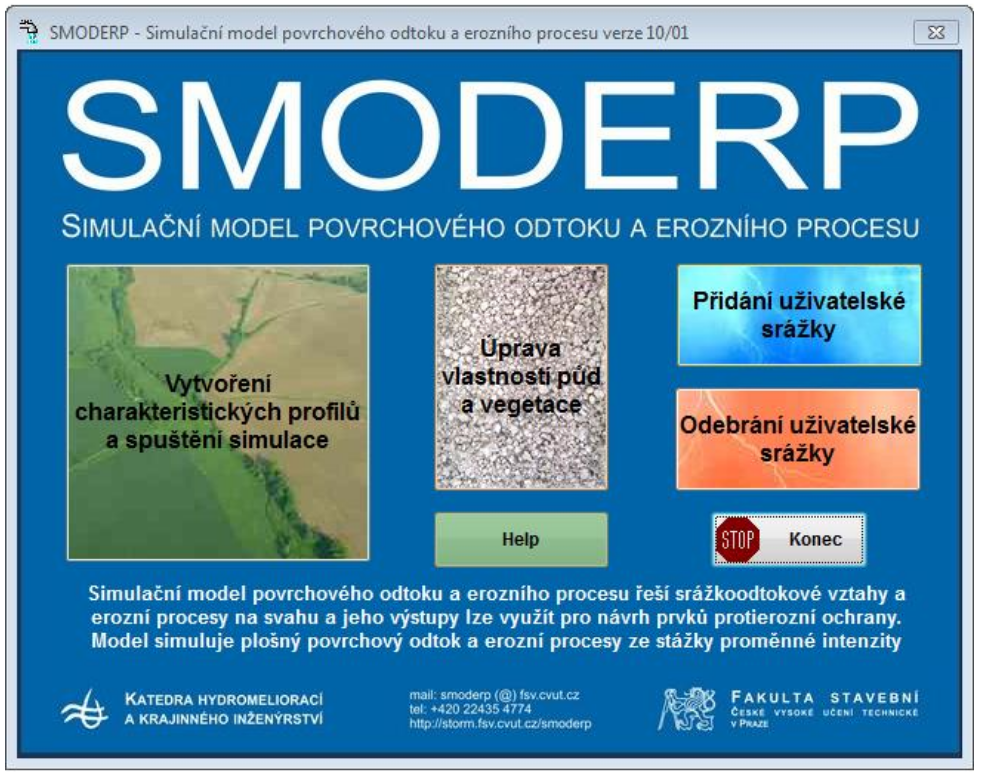 SMODERP - Simulační model povrchového odtoku a erozního procesu verze 10/01
SMODERP
SIMULAČNÍ MODEL POVRCHOVÉHO ODTOKU A EROZNÍHO PROCESU
Vytvoření
charakteristických profilů
a spuštění simulace
Úprava
vlastností půd
a vegetace
Přidání uživatelské
srážky
Odebrání uživatelské
srážky
Help
STOP Konec
Simulační model povrchového odtoku a erozního procesu řeší srážkoodtokové vztahy a
erozní procesy na svahu a jeho výstupy lze využít pro návrh prvků protierozní ochrany.
Model simuluje plošný povrchový odtok a erozní procesy ze stážky proměnné intenzity
KATEDRA HYDROMELIORACÍ
A KRAJINNÉHO INŽENÝRSTVÍ
mail: smoderp (@) fsv.cvut.cz
tel: +420 22435 4774
http://storm.fsv.cvut.cz/smoderp
FAKULTA STAVEBNÍ
ČESKÉ VYSOKÉ UČENÍ TECHNICKÉ
V PRAZE